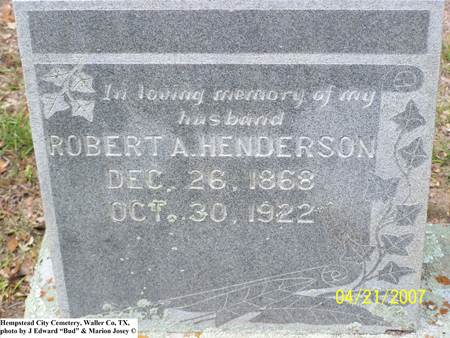 In loving memory of my
husband
ROBERT A. HENDERSON
DEC. 26, 1868
OCT. 30, 1922
04/21/2007
Hempstead City Cemetery, Waller Co, TX,
photo by J Edward "Bud" & Marion Josey ©